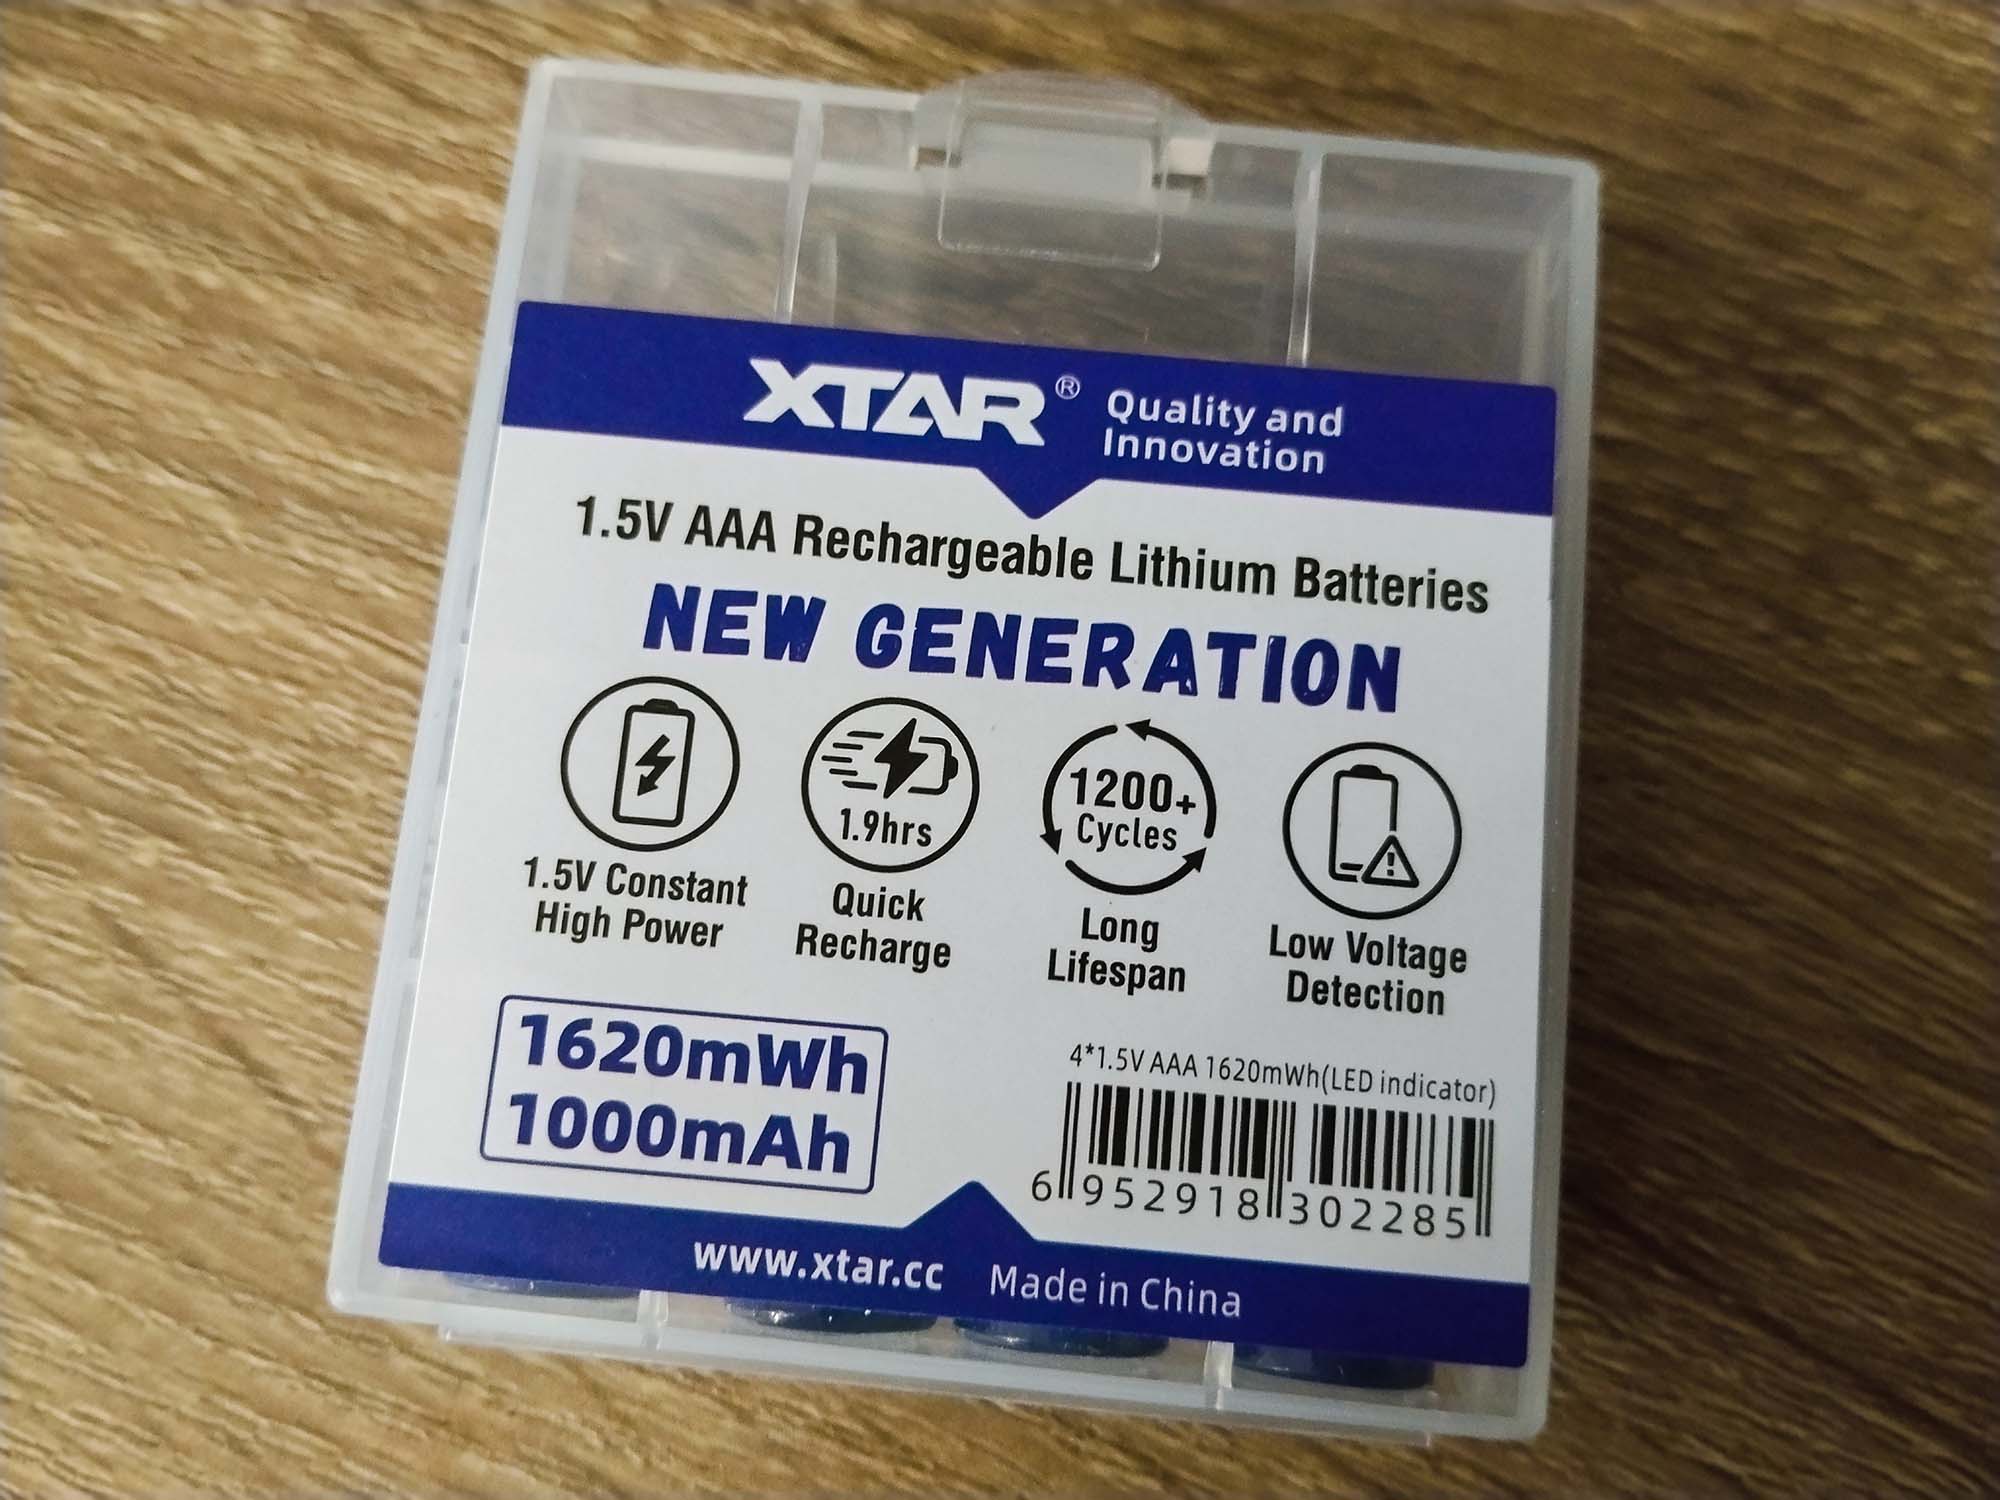 XTAR® Quality and
Innovation
1.5V AAA Rechargeable Lithium Batteries
NEW GENERATION
1.9hrs
1200+
Cycles
1.5V Constant
High Power
Quick
Recharge
Long
Lifespan
Low Voltage
Detection
1620mWh
1000mAh
4*1.5V AAA 1620mWh(LED indicator)
6 952918 302285
www.xtar.cc Made in China